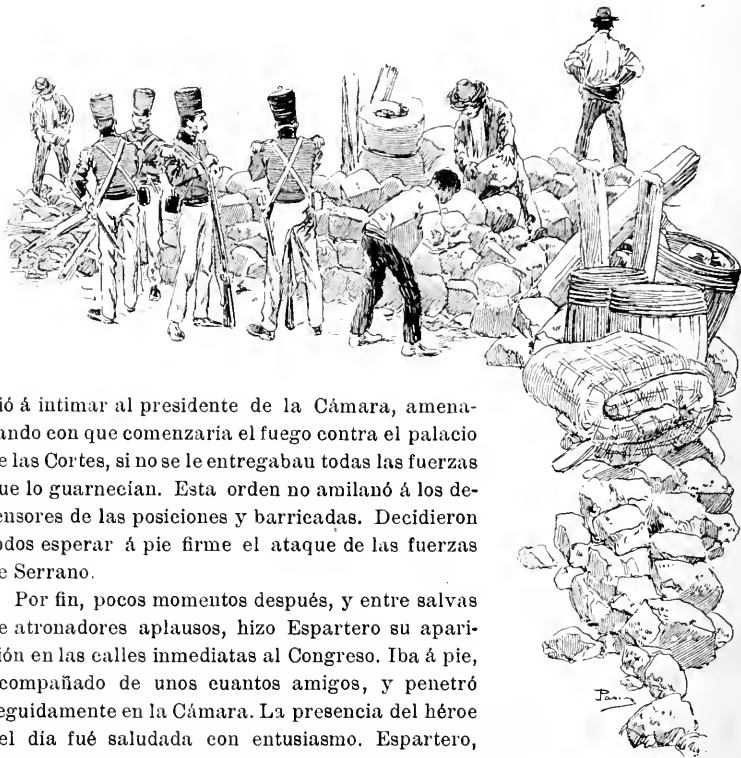 ió á intimar al presidente de la Cámara, amena-
ando con que comenzaría el fuego contra el palacio
e las Cortes, si no se le entregabau todas las fuerzas
ue lo guarnecían. Esta orden no amilanó á los de-
ensores de las posiciones y barricadas. Decidieron
odos esperar á pie firme el ataque de las fuerzas
e Serrano.
Por fin, pocos momentos después, y entre salvas
e atronadores aplausos, hizo Espartero su apari-
ión en las calles inmediatas al Congreso. Iba á pie,
compañado de unos cuantos amigos, y penetró
eguidamente en la Cámara. La presencia del héroe
el día fué saludada con entusiasmo. Espartero,